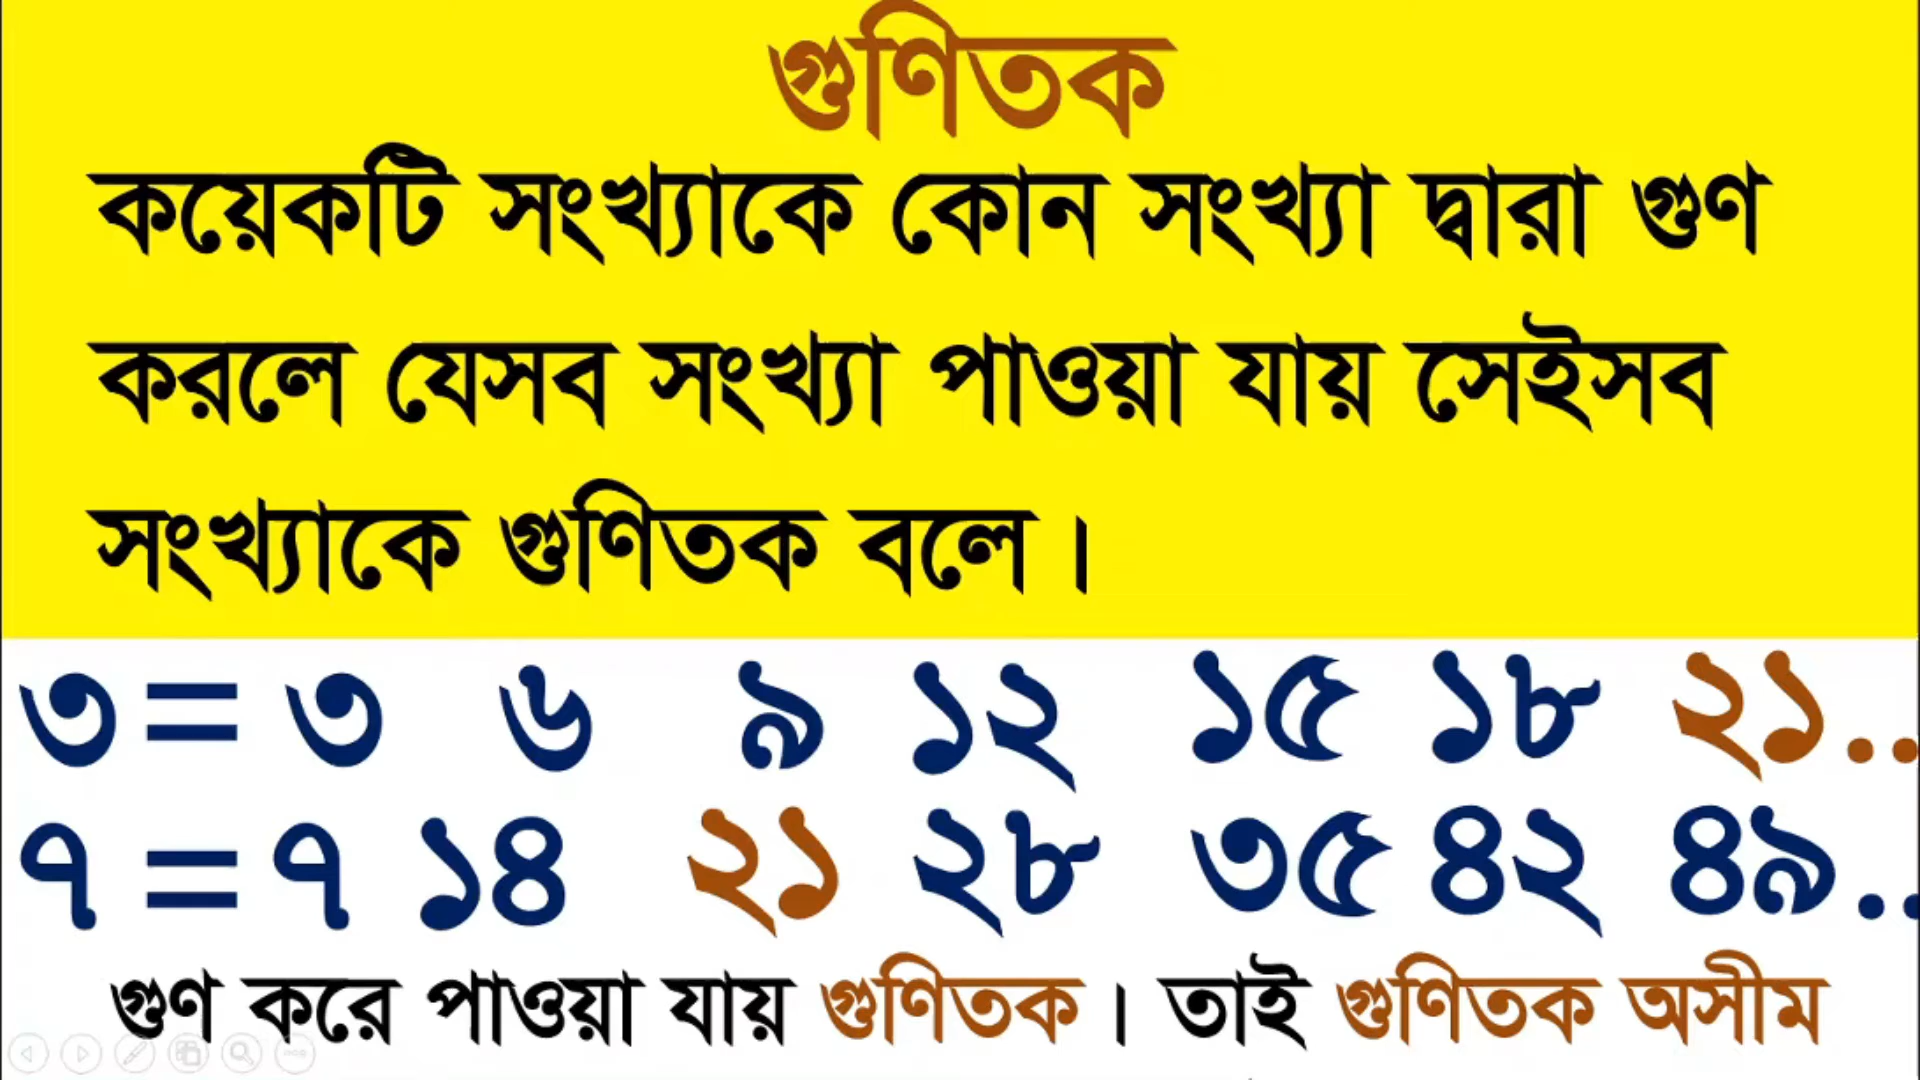 গুণিতক
কয়েকটি সংখ্যাকে কোন সংখ্যা দ্বারা গুণ
করলে যেসব সংখ্যা পাওয়া যায় সেইসব
সংখ্যাকে গুণিতক বলে।
৩ = ৩ ৬ ৯ ১২ ১৫ ১৮ ২১..
৭ = ৭ ১৪ ২১ ২৮ ৩৫ ৪২ ৪৯..
গুণ করে পাওয়া যায় গুণিতক। তাই গুণিতক অসীম